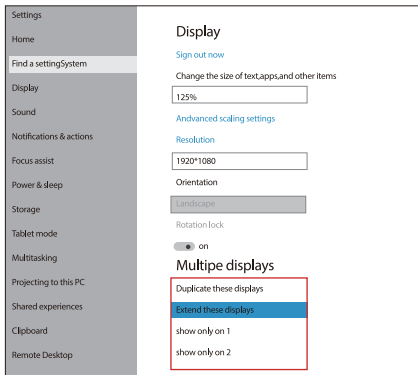 Settings
Home
Find a settingSystem
Display
Sound
Notifications & actions
Focus assist
Power & sleep
Storage
Tablet mode
Multitasking
Projecting to this PC
Shared experiences
Clipboard
Remote Desktop
Display
Sign out now
Change the size of text,apps,and other items
125%
Andvanced scaling settings
Resolution
1920*1080
Orientation
Landscape
Rotation lock
on
Multipe displays
Duplicate these displays
Extend these displays
show only on 1
show only on 2